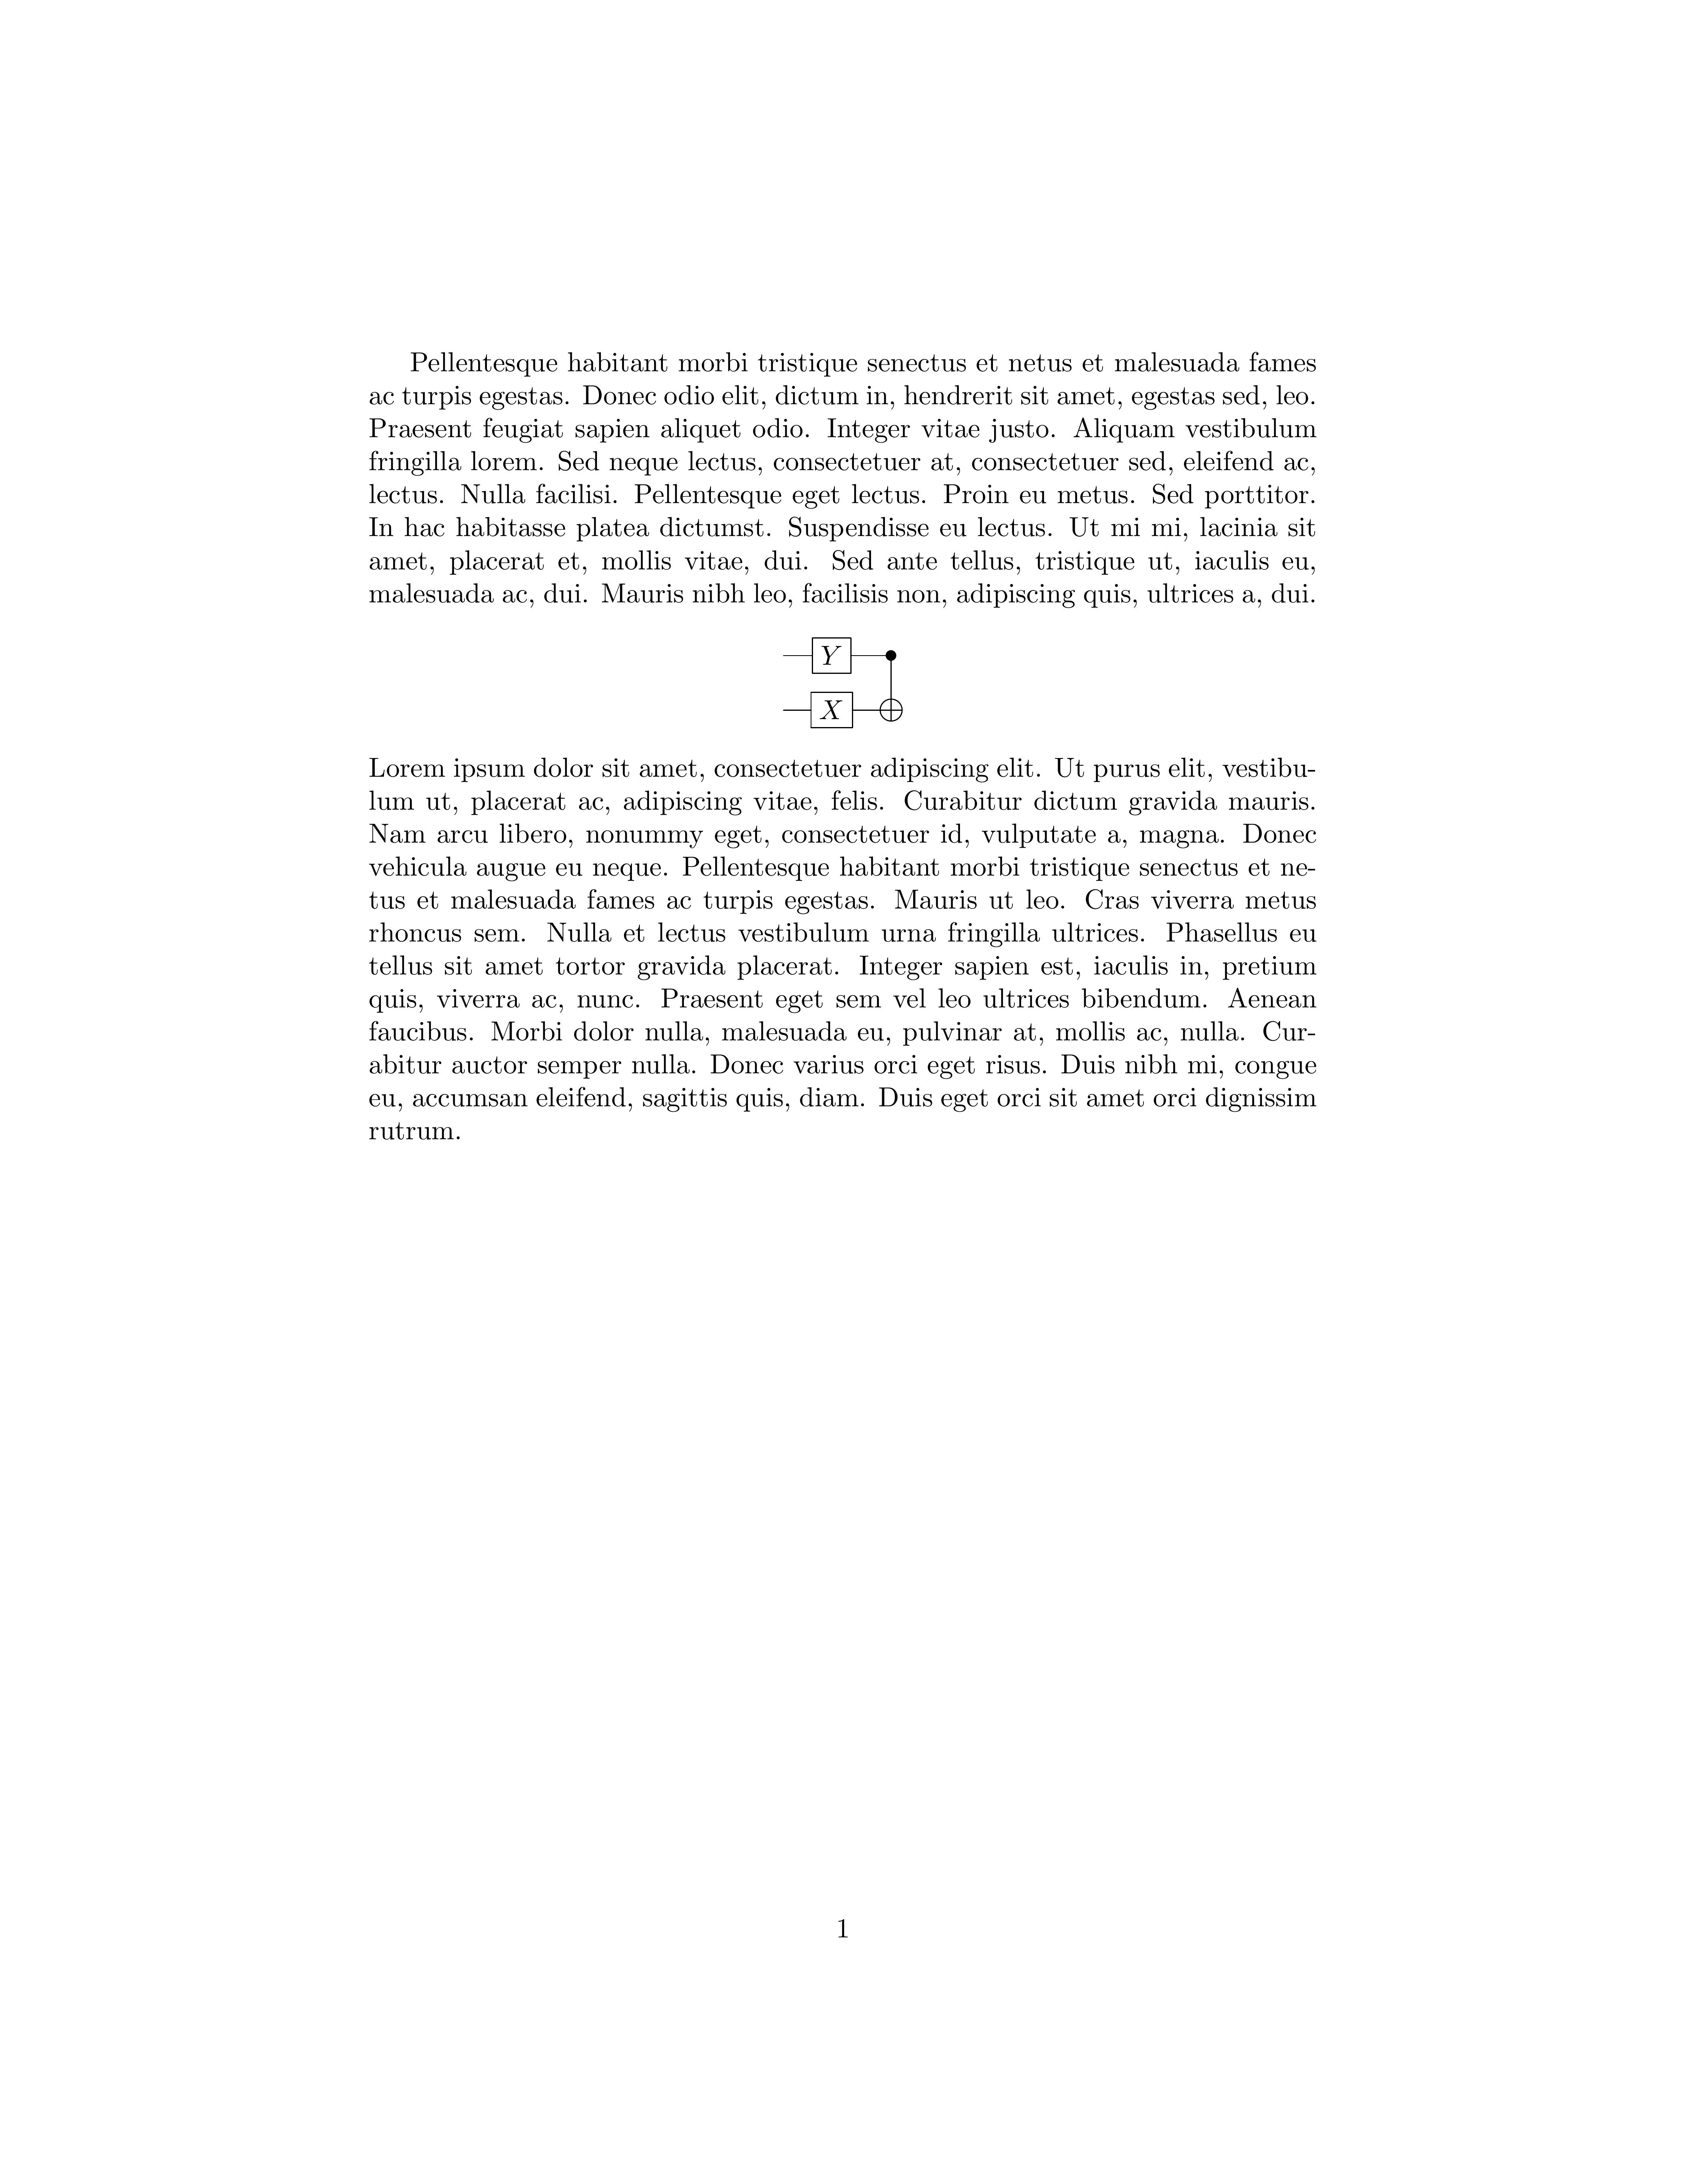 Pellentesque habitant morbi tristique senectus et netus et malesuada fames
ac turpis egestas. Donec odio elit, dictum in, hendrerit sit amet, egestas sed, leo.
Praesent feugiat sapien aliquet odio. Integer vitae justo. Aliquam vestibulum
fringilla lorem. Sed neque lectus, consectetuer at, consectetuer sed, eleifend ac,
lectus. Nulla facilisi. Pellentesque eget lectus. Proin eu metus. Sed porttitor.
In hac habitasse platea dictumst. Suspendisse eu lectus. Ut mi mi, lacinia sit
amet, placerat et, mollis vitae, dui. Sed ante tellus, tristique ut, iaculis eu,
malesuada ac, dui. Mauris nibh leo, facilisis non, adipiscing quis, ultrices a, dui.
Y
X
Lorem ipsum dolor sit amet, consectetuer adipiscing elit. Ut purus elit, vestibu-
lum ut, placerat ac, adipiscing vitae, felis. Curabitur dictum gravida mauris.
Nam arcu libero, nonummy eget, consectetuer id, vulputate a, magna. Donec
vehicula augue eu neque. Pellentesque habitant morbi tristique senectus et ne-
tus et malesuada fames ac turpis egestas. Mauris ut leo. Cras viverra metus
rhoncus sem. Nulla et lectus vestibulum urna fringilla ultrices. Phasellus eu
tellus sit amet tortor gravida placerat. Integer sapien est, iaculis in, pretium
quis, viverra ac, nunc. Praesent eget sem vel leo ultrices bibendum. Aenean
faucibus. Morbi dolor nulla, malesuada eu, pulvinar at, mollis ac, nulla. Cur-
abitur auctor semper nulla. Donec varius orci eget risus. Duis nibh mi, congue
eu, accumsan eleifend, sagittis quis, diam. Duis eget orci sit amet orci dignissim
rutrum.
1